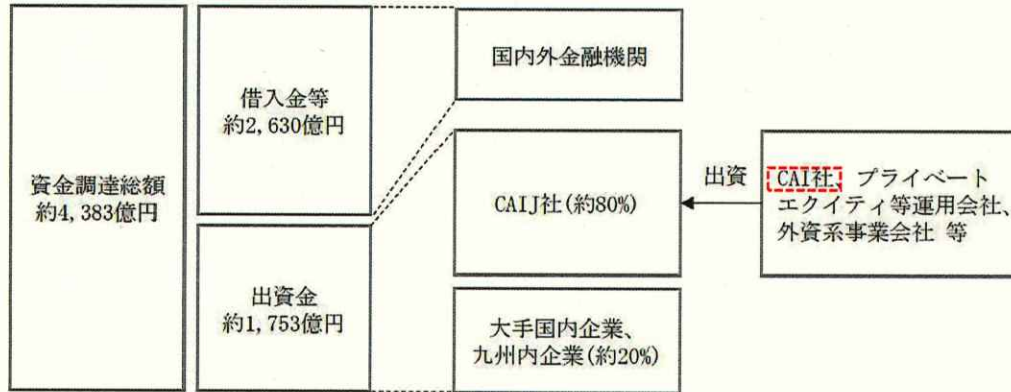 資金調達総額
約4,383億円
借入金等
約2,630億円
出資金
約1,753億円
国内外金融機関
CAIJ社(約80%)
大手国内企業、
九州内企業(約20%)
出資
CAI社、プライベート
エクイティ等運用会社、
外資系事業会社 等